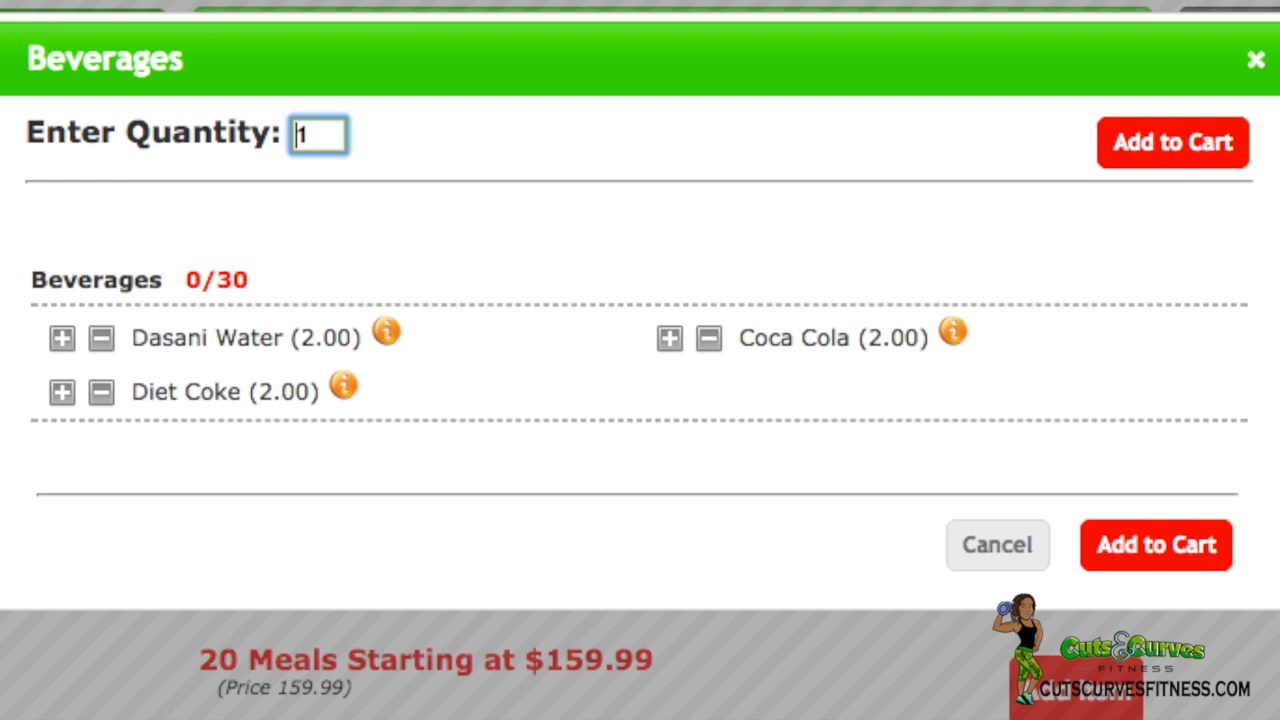 Beverages
Enter Quantity: 1
Add to Cart
Beverages 0/30
Dasani Water (2.00)
Coca Cola (2.00)
Diet Coke (2.00)
Cancel
Add to Cart
20 Meals Starting at $159.99
(Price 159.99)
Add Item
Cuts&Curves
FITNESS
CUTSCURVESFITNESS.COM